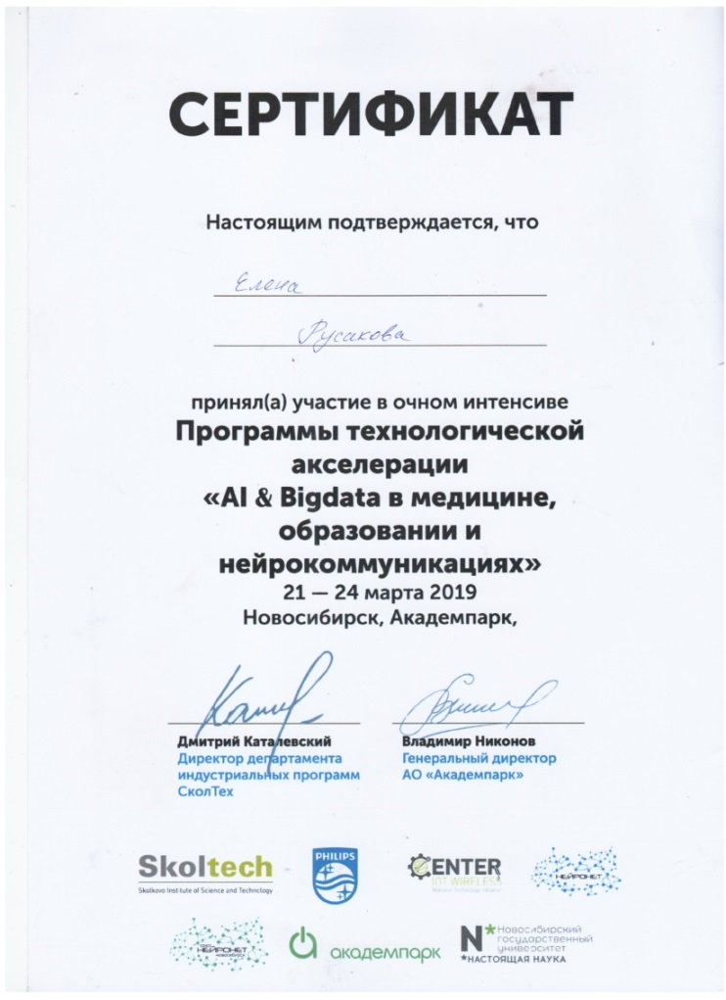 СЕРТИФИКАТ
Настоящим подтверждается, что
Елена
Русакова
принял(а) участие в очном интенсиве
Программы технологической
акселерации
«AI & Bigdata в медицине,
образовании и
нейрокоммуникациях»
21 — 24 марта 2019
Новосибирск, Академпарк,
Дмитрий Каталевский
Директор департамента
индустриальных программ
СколТех
Владимир Никонов
Генеральный директор
АО «Академпарк»
Skoltech
Skolkovo Institute of Science and Technology
PHILIPS
CENTER
IOT WIRELESS
НЕЙРОНЕТ
НЕЙРОНЕТ
НОВОСИБИРСК
академпарк
N*
Новосибирский
государственный
университет
*НАСТОЯЩАЯ НАУКА